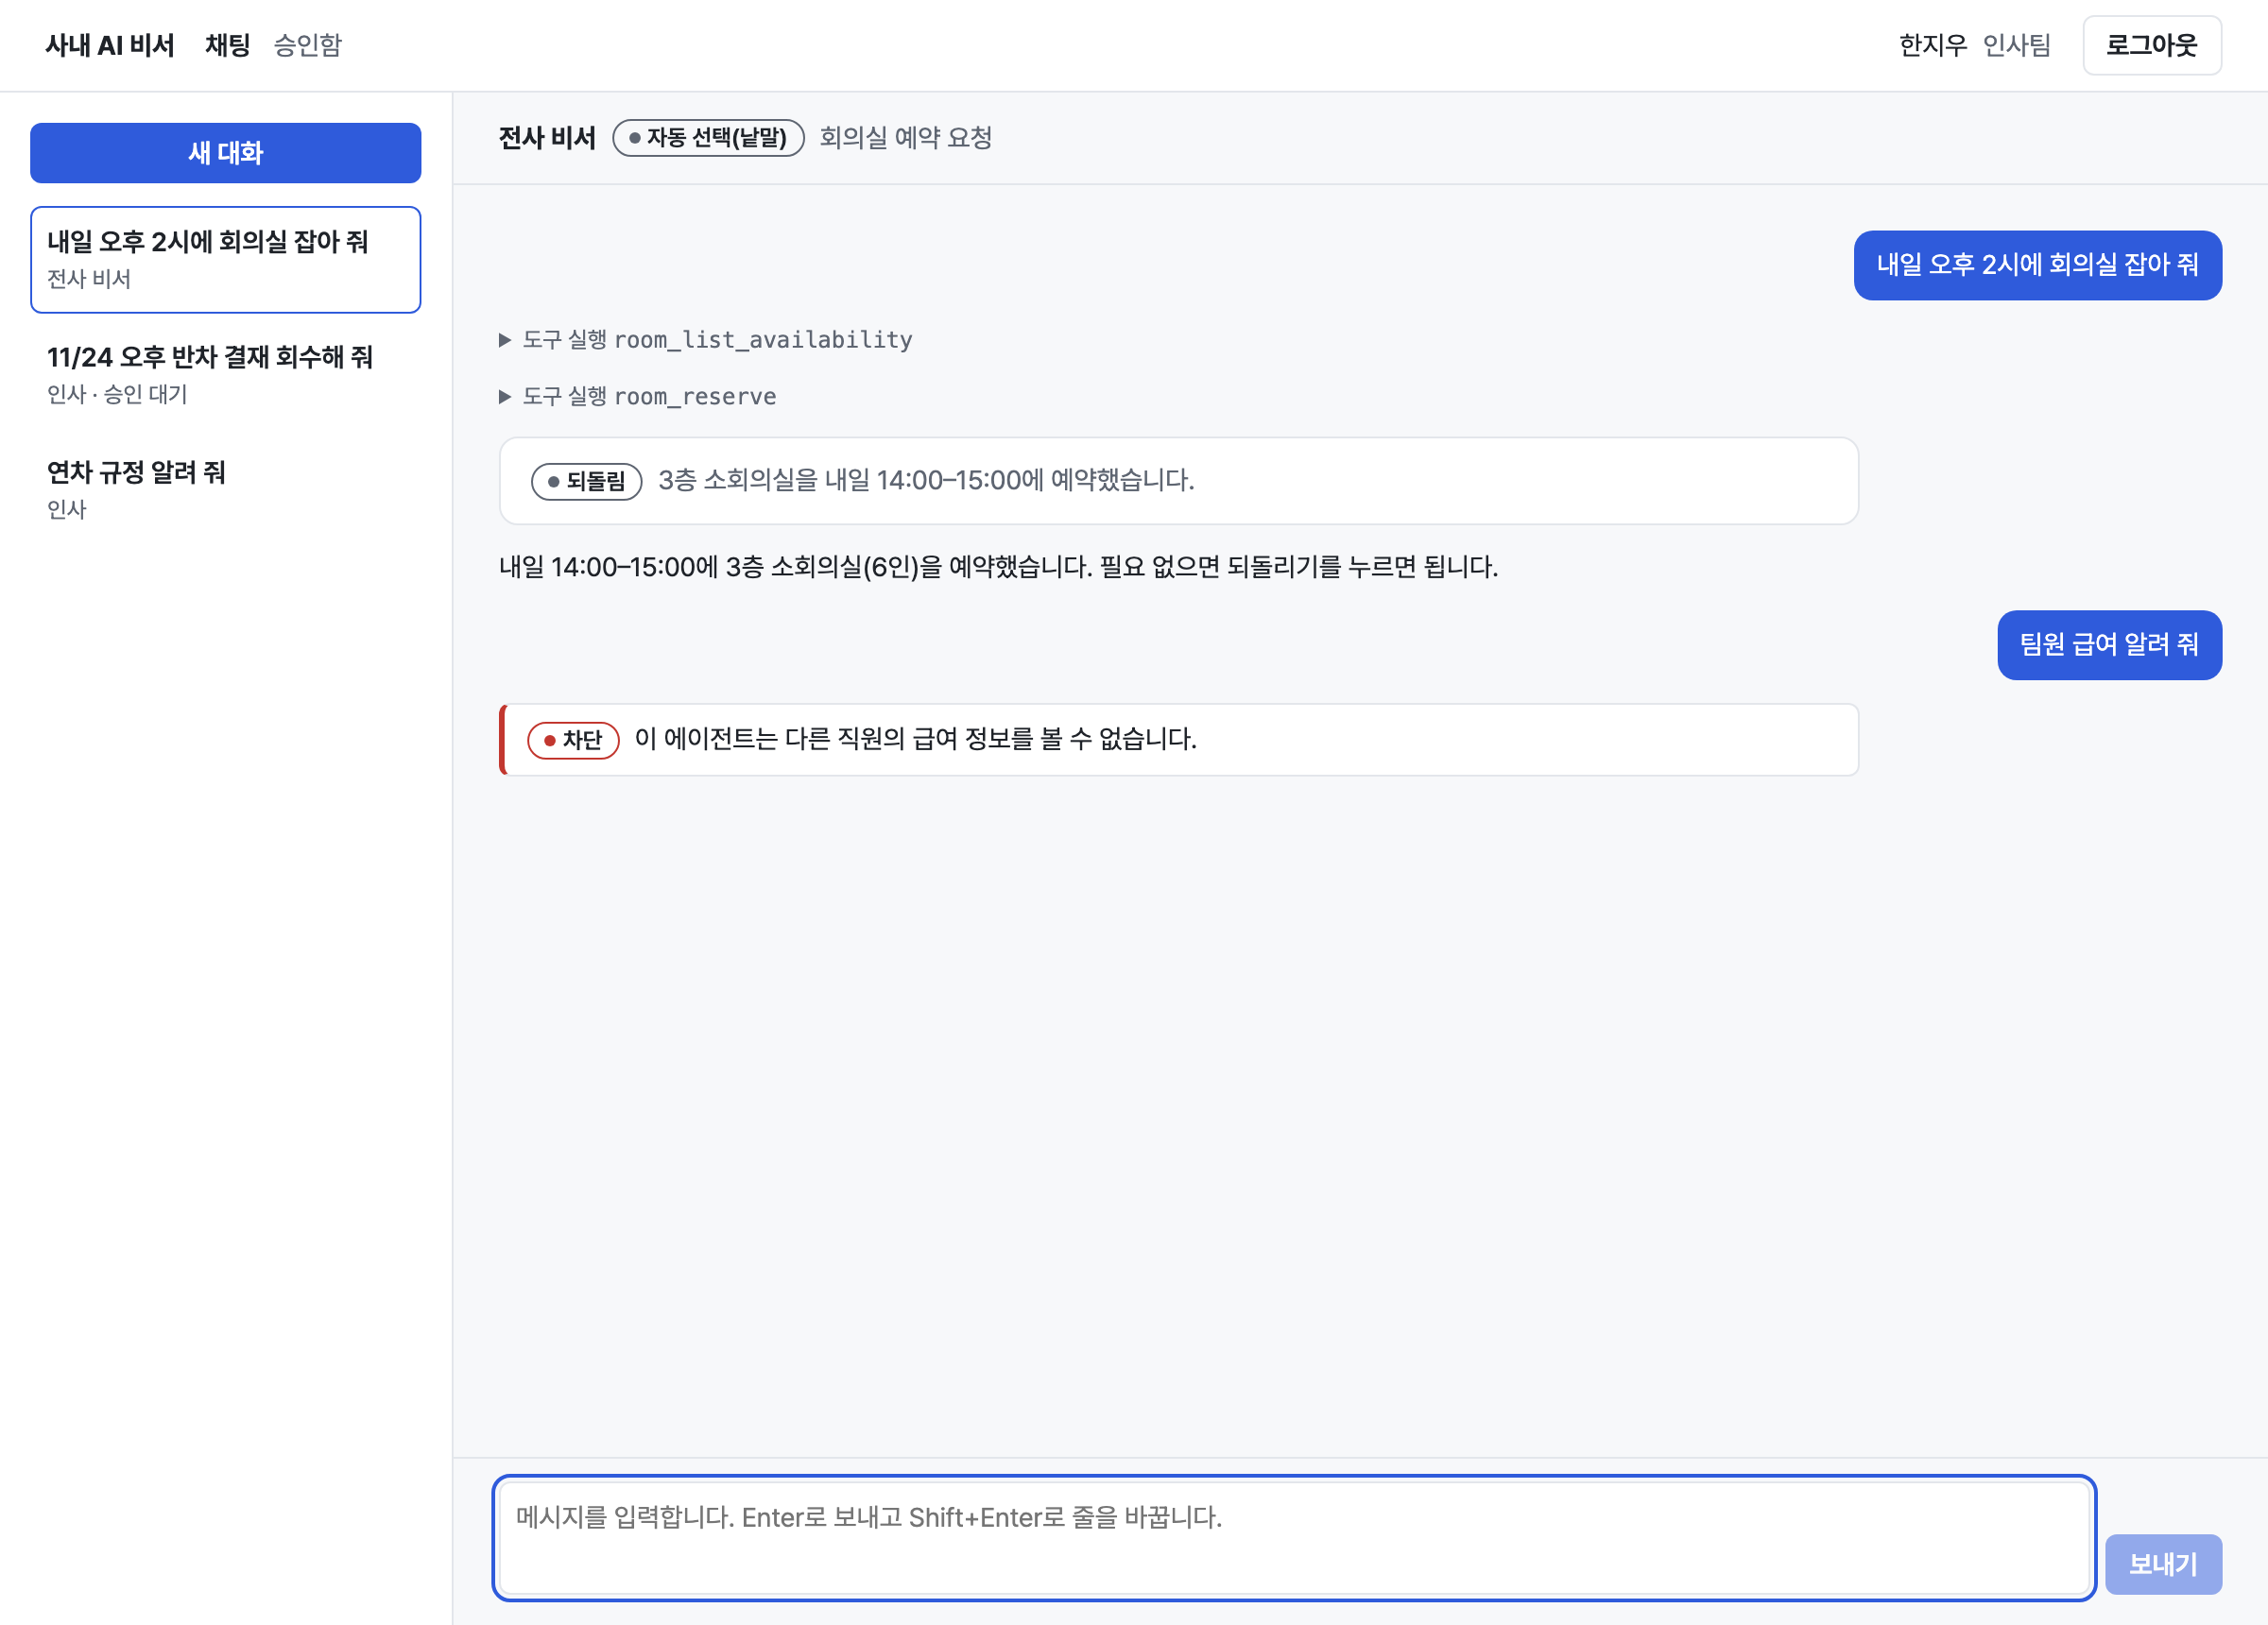 사내 AI 비서 채팅 승인함 한지우 인사팀 로그아웃
새 대화
내일 오후 2시에 회의실 잡아 줘
전사 비서
11/24 오후 반차 결재 회수해 줘
인사 · 승인 대기
연차 규정 알려 줘
인사
전사 비서 자동 선택(낱말) 회의실 예약 요청
내일 오후 2시에 회의실 잡아 줘
도구 실행 room_list_availability
도구 실행 room_reserve
되돌림 3층 소회의실을 내일 14:00–15:00에 예약했습니다.
내일 14:00–15:00에 3층 소회의실(6인)을 예약했습니다. 필요 없으면 되돌리기를 누르면 됩니다.
팀원 급여 알려 줘
차단 이 에이전트는 다른 직원의 급여 정보를 볼 수 없습니다.
메시지를 입력합니다. Enter로 보내고 Shift+Enter로 줄을 바꿉니다.
보내기